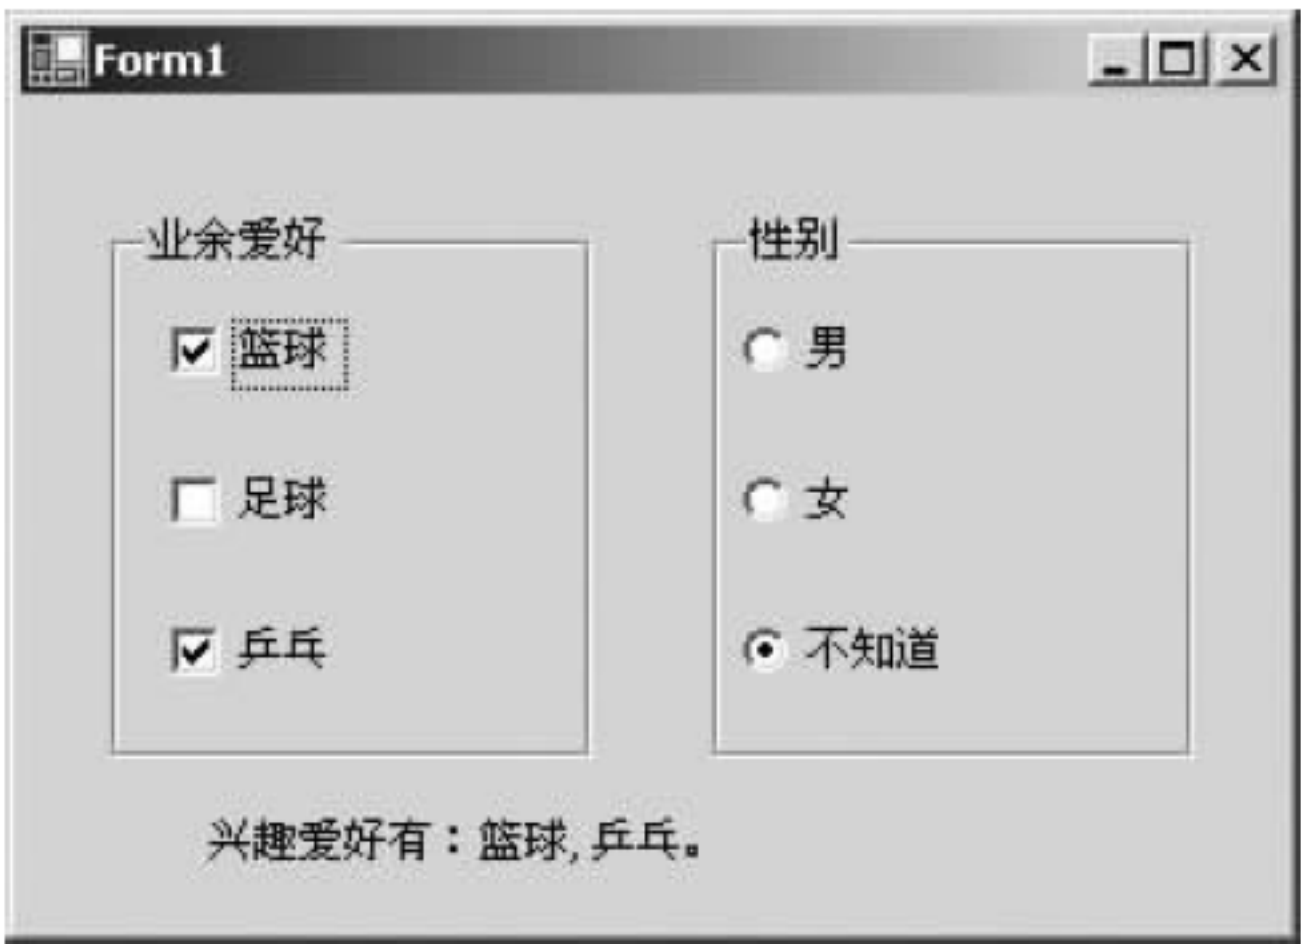 Form1
业余爱好
篮球
足球
乒乓
性别
男
女
不知道
兴趣爱好有：篮球,乒乓。